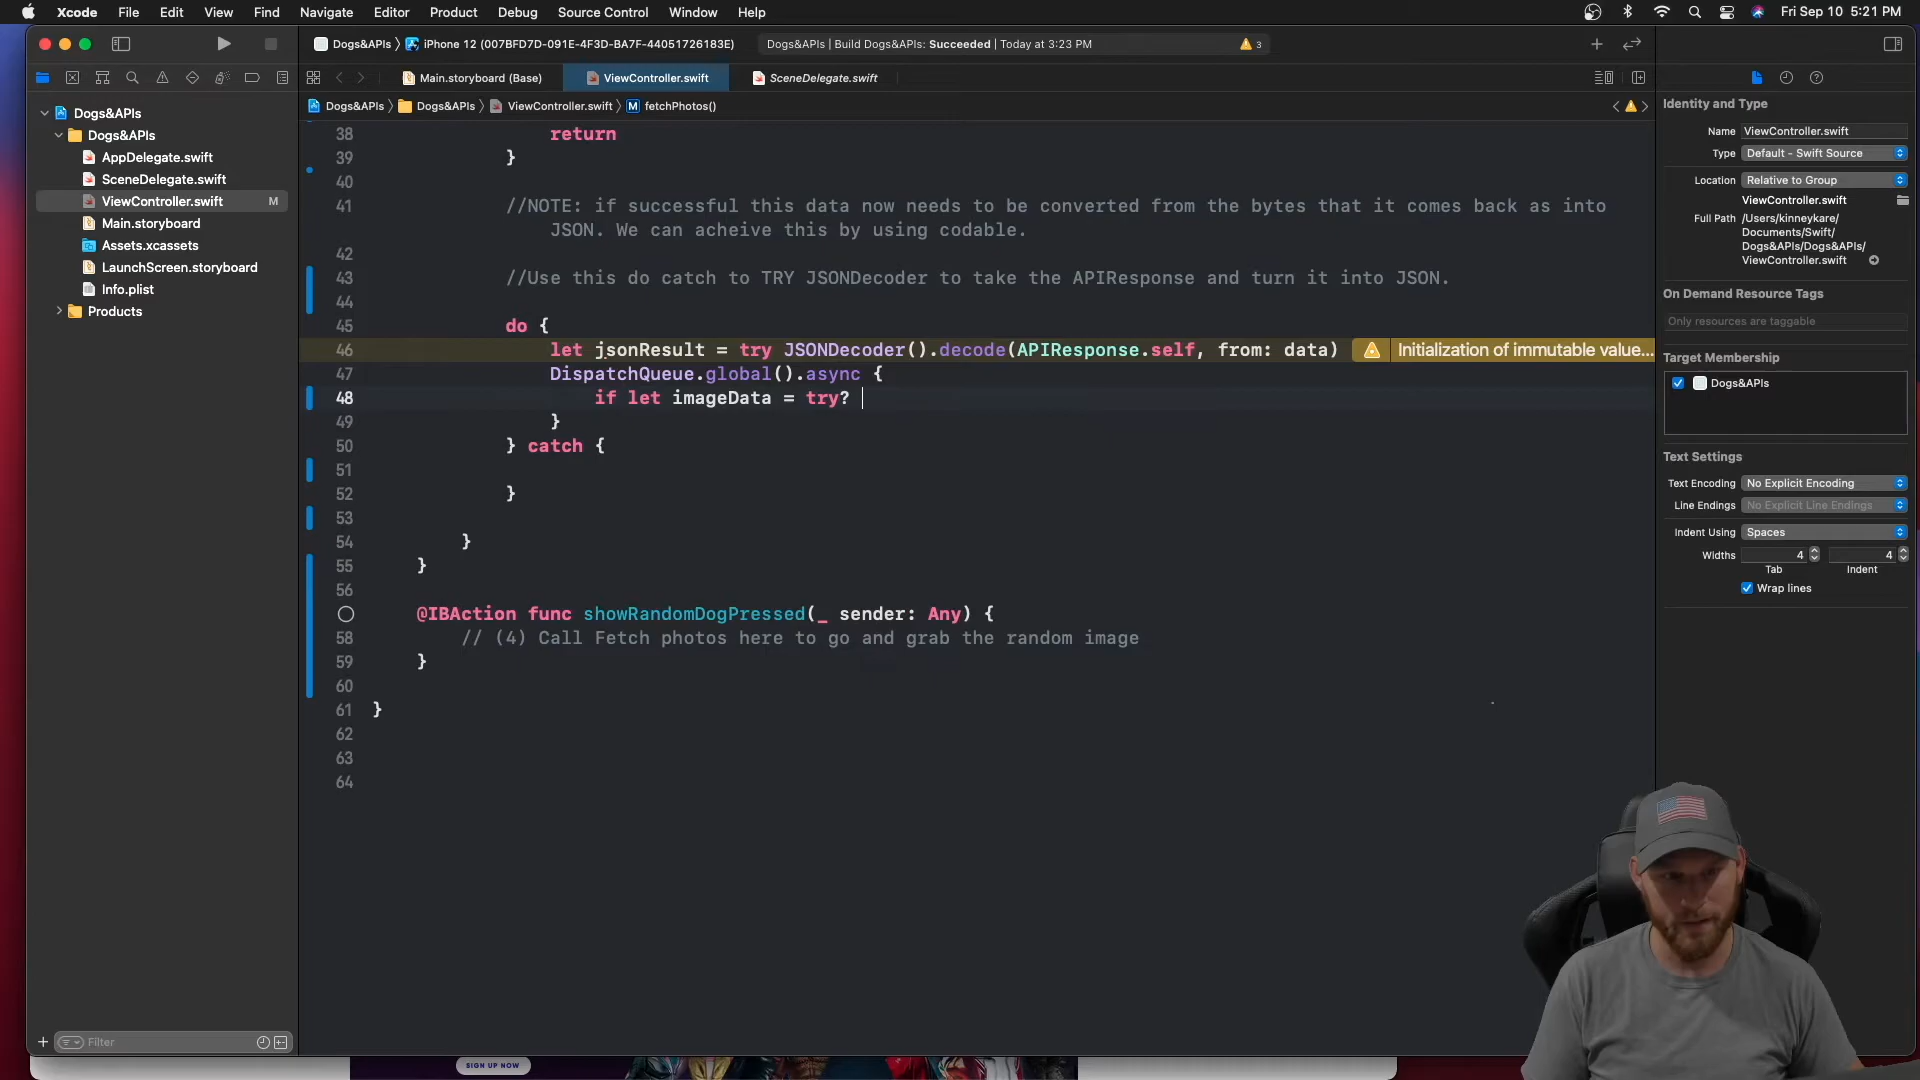 Xcode File Edit View Find Navigate Editor Product Debug Source Control Window Help Fri Sep 10 5:21 PM
Dogs&APIs iPhone 12 (007BFD7D-091E-4F3D-BA7F-44051726183E) Dogs&APIs | Build Dogs&APIs: Succeeded | Today at 3:23 PM 3
Main.storyboard (Base) ViewController.swift SceneDelegate.swift
Dogs&APIs Dogs&APIs ViewController.swift M fetchPhotos()
Dogs&APIs
Dogs&APIs
AppDelegate.swift
SceneDelegate.swift
ViewController.swift M
Main.storyboard
Assets.xcassets
LaunchScreen.storyboard
Info.plist
Products
Filter
38 return
39 }
40
41 //NOTE: if successful this data now needs to be converted from the bytes that it comes back as into
JSON. We can acheive this by using codable.
42
43 //Use this do catch to TRY JSONDecoder to take the APIResponse and turn it into JSON.
44
45 do {
46 let jsonResult = try JSONDecoder().decode(APIResponse.self, from: data) Initialization of immutable value...
47 DispatchQueue.global().async {
48 if let imageData = try?
49 }
50 } catch {
51
52 }
53
54 }
55 }
56
@IBAction func showRandomDogPressed(_ sender: Any) {
58 // (4) Call Fetch photos here to go and grab the random image
59 }
60
61 }
62
63
64
Identity and Type
Name ViewController.swift
Type Default - Swift Source
Location Relative to Group
ViewController.swift
Full Path /Users/kinneykare/
Documents/Swift/
Dogs&APIs/Dogs&APIs/
ViewController.swift
On Demand Resource Tags
Only resources are taggable
Target Membership
Dogs&APIs
Text Settings
Text Encoding No Explicit Encoding
Line Endings No Explicit Line Endings
Indent Using Spaces
Widths 4 4
Tab Indent
Wrap lines
SIGN UP NOW